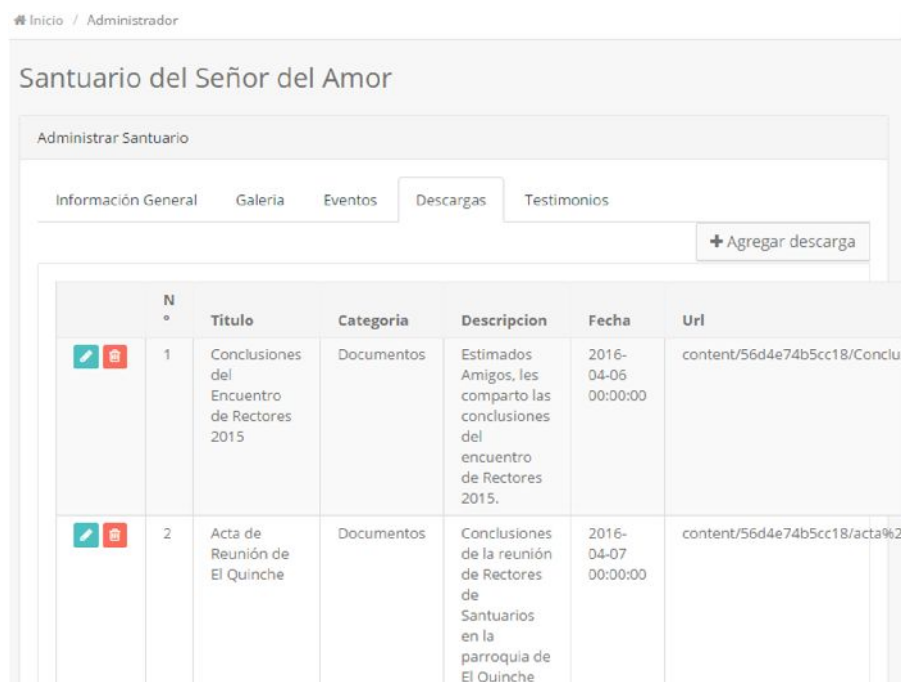 Inicio / Administrador
Santuario del Señor del Amor
Administrar Santuario
Información General Galeria Eventos Descargas Testimonios
Agregar descarga
N° Titulo Categoria Descripcion Fecha Url
1 Conclusiones del Encuentro de Rectores 2015 Documentos Estimados Amigos, les comparto las conclusiones del encuentro de Rectores 2015. 2016-04-06 00:00:00 content/56d4e74b5cc18/Conclu
2 Acta de Reunión de El Quinche Documentos Conclusiones de la reunión de Rectores de Santuarios en la parroquia de El Quinche 2016-04-07 00:00:00 content/56d4e74b5cc18/acta%2